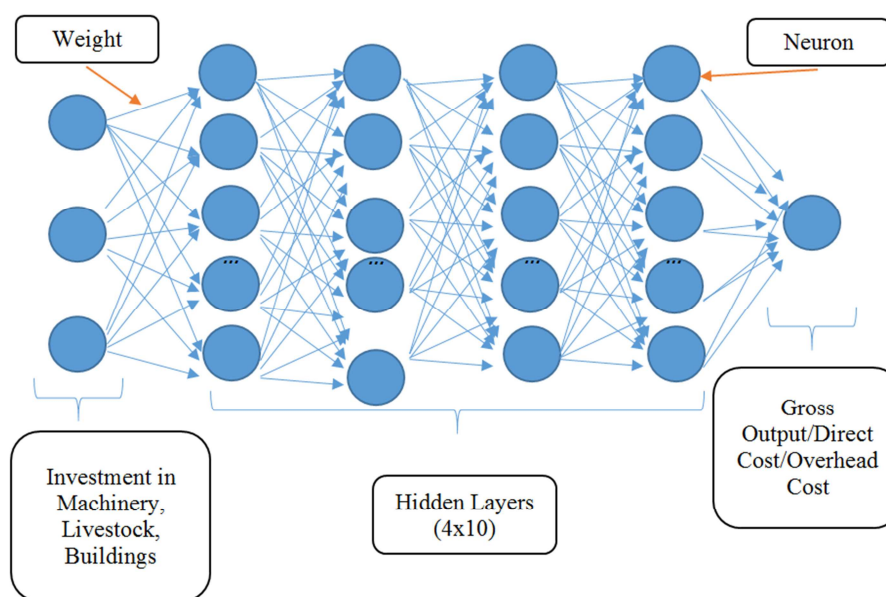 Weight
Neuron
...
...
...
...
Investment in
Machinery,
Livestock,
Buildings
Hidden Layers
(4x10)
Gross
Output/Direct
Cost/Overhead
Cost